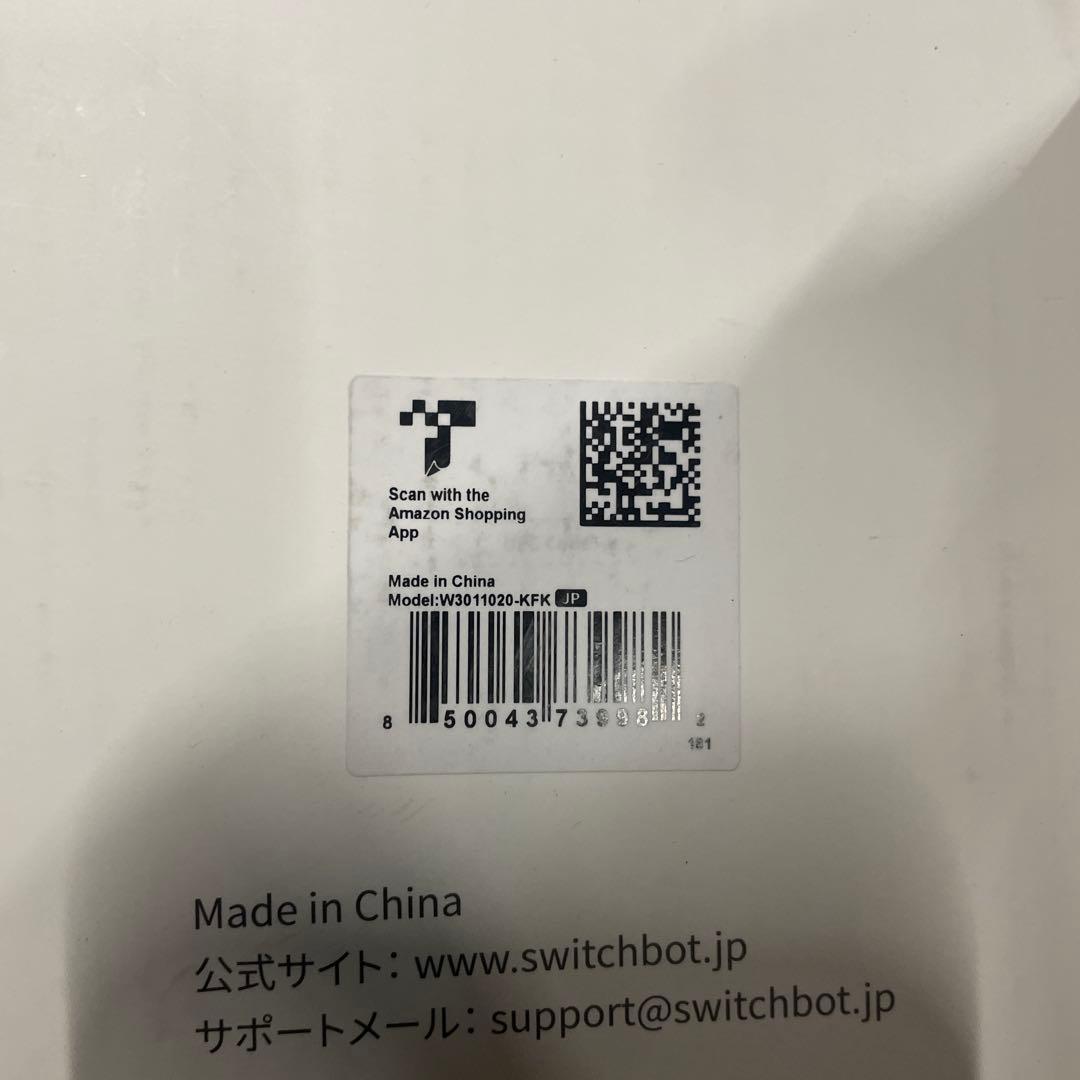 Scan with the
Amazon Shopping
App
Made in China
Model:W3011020-KFK JP
8 50043 73998 2
181
Made in China
公式サイト： www.switchbot.jp
サポートメール： support@switchbot.jp